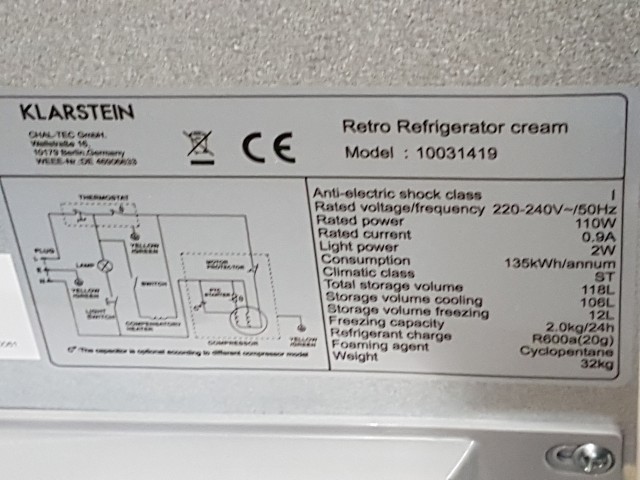 KLARSTEIN
CHAL-TEC GmbH,
Wallstraße 16,
10179 Berlin,Germany
WEEE-Nr.:DE 46906633
CE
Retro Refrigerator cream
Model : 10031419
THERMOSTAT
PLUG
L
E
N
LAMP
YELLOW
/GREEN
YELLOW
/GREEN
SWITCH
LIGHT
SWITCH
COMPENSATORY
HEATER
MOTOR
PROTECTOR
PTC
STARTER
C*
COMPRESSOR
YELLOW
/GREEN
C* :The capacitor is optional according to different compressor model
Anti-electric shock class I
Rated voltage/frequency 220-240V~/50Hz
Rated power 110W
Rated current 0.9A
Light power 2W
Consumption 135kWh/annum
Climatic class ST
Total storage volume 118L
Storage volume cooling 106L
Storage volume freezing 12L
Freezing capacity 2.0kg/24h
Refrigerant charge R600a(20g)
Foaming agent Cyclopentane
Weight 32kg